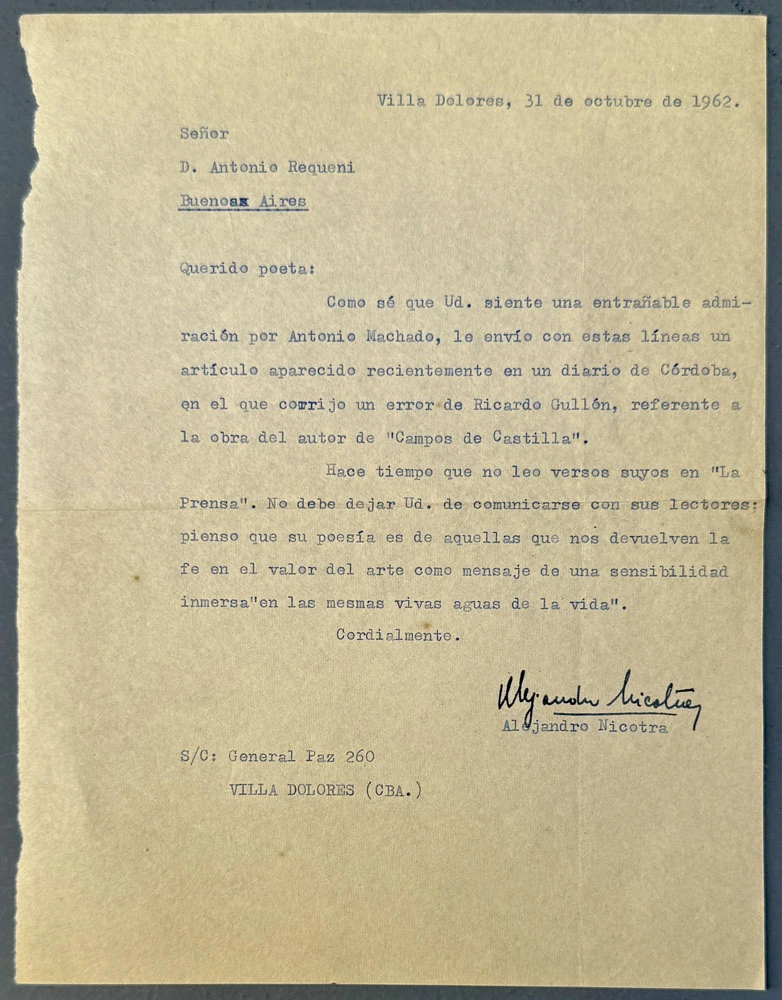 Villa Dolores, 31 de octubre de 1962.
Señor
D. Antonio Requeni
Buenos Aires
Querido poeta:
Como sé que Ud. siente una entrañable admi-
ración por Antonio Machado, le envío con estas líneas un
artículo aparecido recientemente en un diario de Córdoba,
en el que corrijo un error de Ricardo Gullón, referente a
la obra del autor de "Campos de Castilla".
Hace tiempo que no leo versos suyos en "La
Prensa". No debe dejar Ud. de comunicarse con sus lectores:
pienso que su poesía es de aquellas que nos devuelven la
fe en el valor del arte como mensaje de una sensibilidad
inmersa"en las mesmas vivas aguas de la vida".
Cordialmente.
Alejandro Nicotra
Alejandro Nicotra
S/C: General Paz 260
VILLA DOLORES (CBA.)